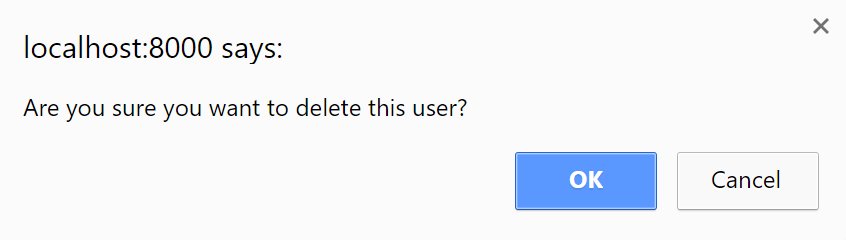 localhost:8000 says:
Are you sure you want to delete this user?
OK
Cancel